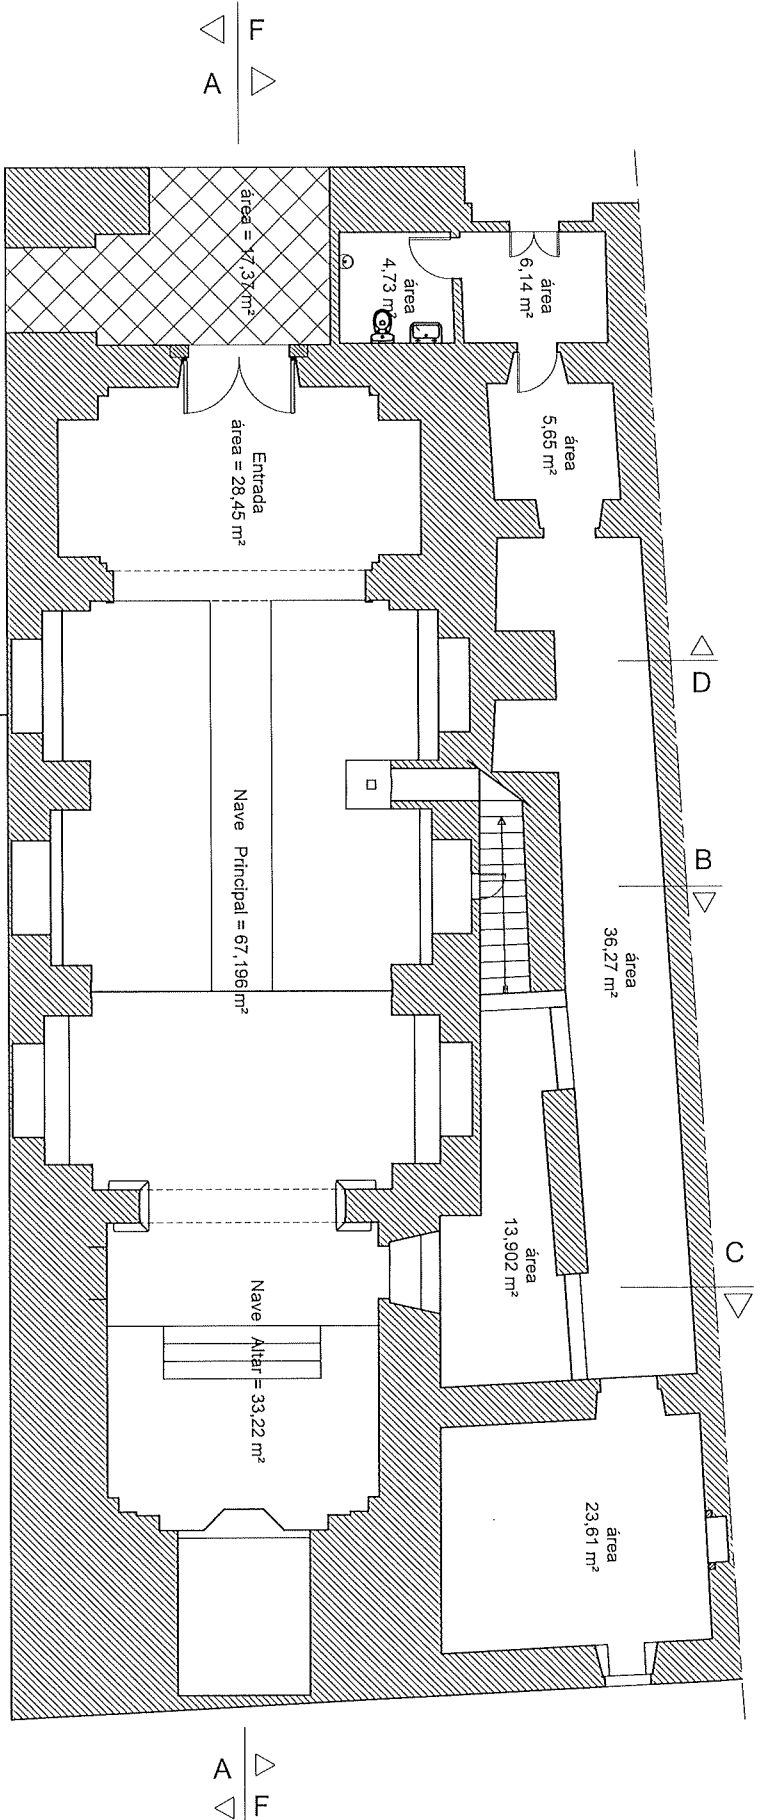 F
A
área = 17,37 m²
área
4,73 m²
área
6,14 m²
área
5,65 m²
Entrada
área = 28,45 m²
D
B
Nave Principal = 67,196 m²
área
36,27 m²
C
área
13,902 m²
Nave Altar = 33,22 m²
área
23,61 m²
A
F